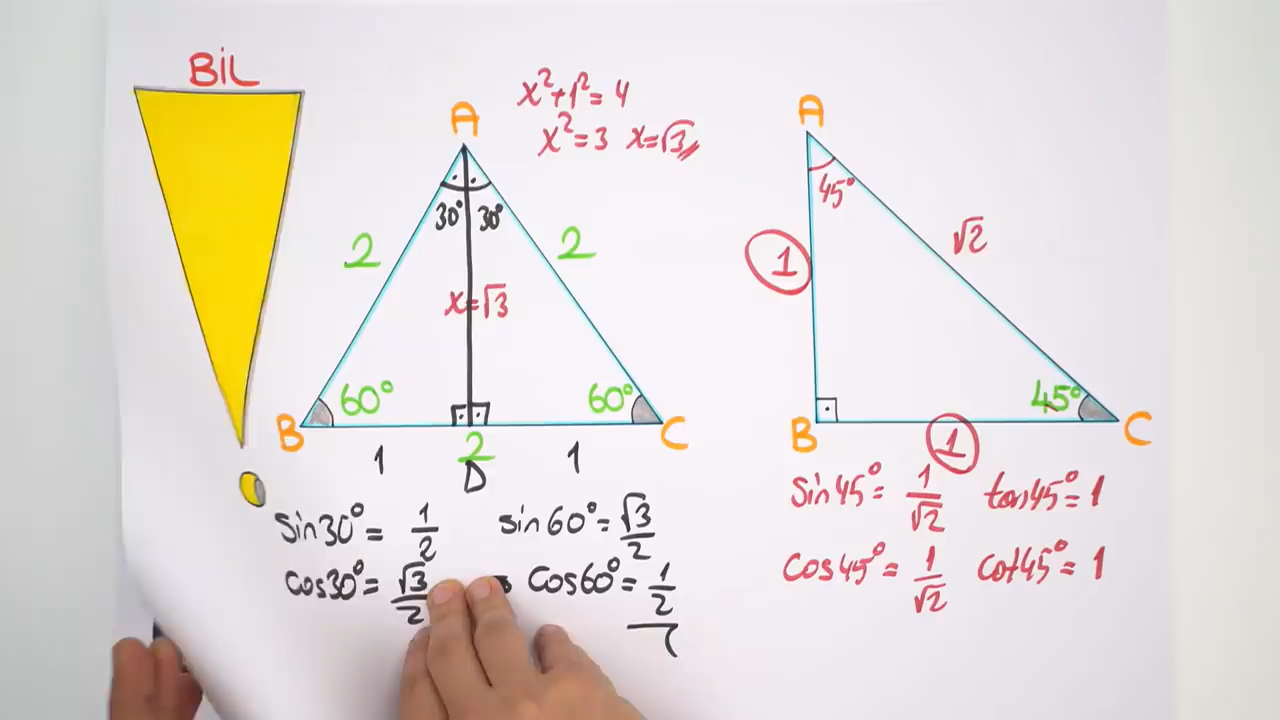 BİL
x²+1²=4
x²=3 x=√3
A
30° 30°
2
2
x=√3
60°
60°
B
C
1
2
1
D
sin30°= 1/2
sin60°= √3/2
cos30°= √3/2
cos60°= 1/2
A
45°
1
√2
45°
B
1
C
sin45°= 1/√2
tan45°= 1
cos45°= 1/√2
cot45°= 1